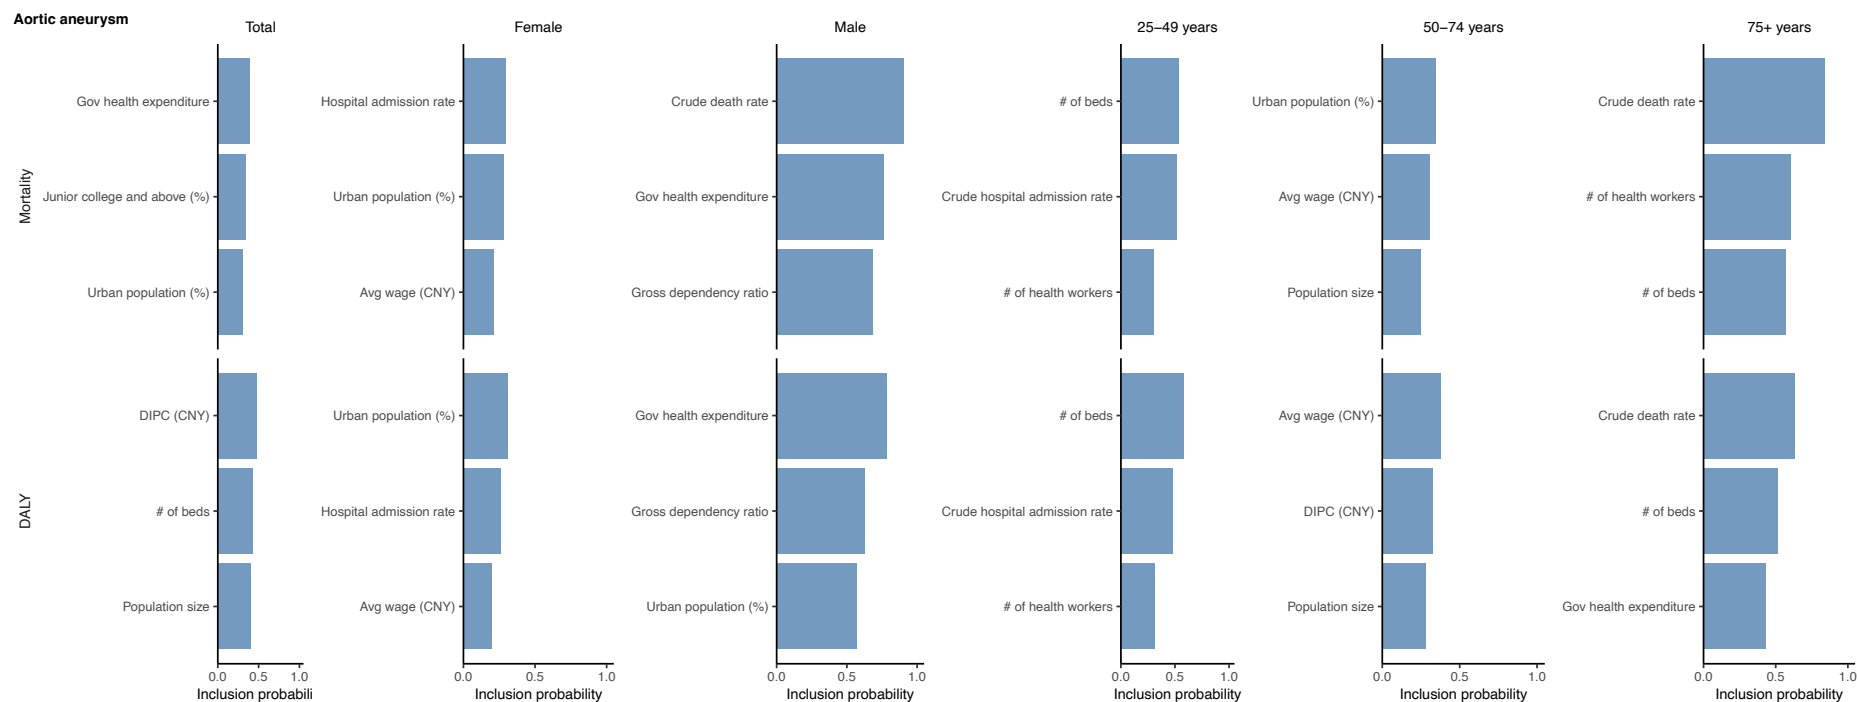 Aortic aneurysm
Total
Female
Male
25–49 years
50–74 years
75+ years
Mortality
Gov health expenditure
Junior college and above (%)
Urban population (%)
Hospital admission rate
Urban population (%)
Avg wage (CNY)
Crude death rate
Gov health expenditure
Gross dependency ratio
# of beds
Crude hospital admission rate
# of health workers
Urban population (%)
Avg wage (CNY)
Population size
Crude death rate
# of health workers
# of beds
DALY
DIPC (CNY)
# of beds
Population size
Urban population (%)
Hospital admission rate
Avg wage (CNY)
Gov health expenditure
Gross dependency ratio
Urban population (%)
# of beds
Crude hospital admission rate
# of health workers
Avg wage (CNY)
DIPC (CNY)
Population size
Crude death rate
# of beds
Gov health expenditure
0.0 0.5 1.0
0.0 0.5 1.0
0.0 0.5 1.0
0.0 0.5 1.0
0.0 0.5 1.0
0.0 0.5 1.0
Inclusion probabili
Inclusion probability
Inclusion probability
Inclusion probability
Inclusion probability
Inclusion probability